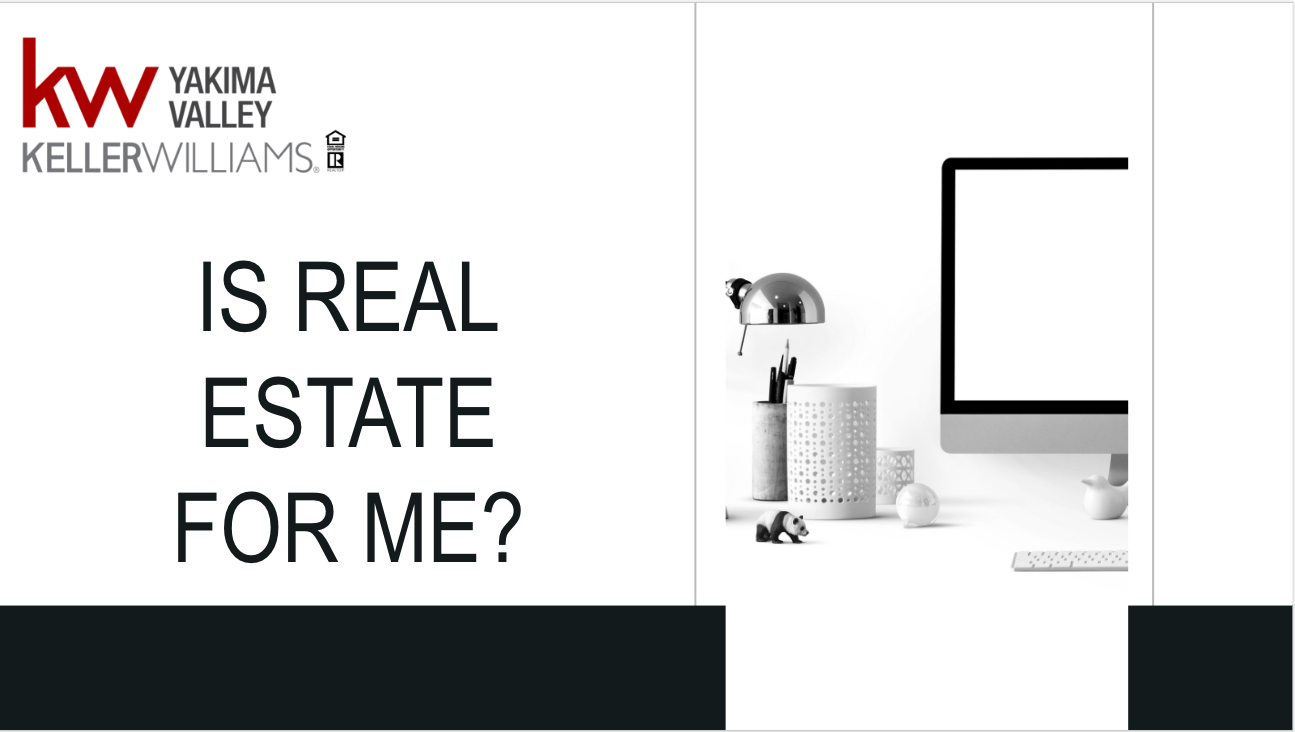 kw YAKIMA
VALLEY
KELLERWILLIAMS®
IS REAL
ESTATE
FOR ME?